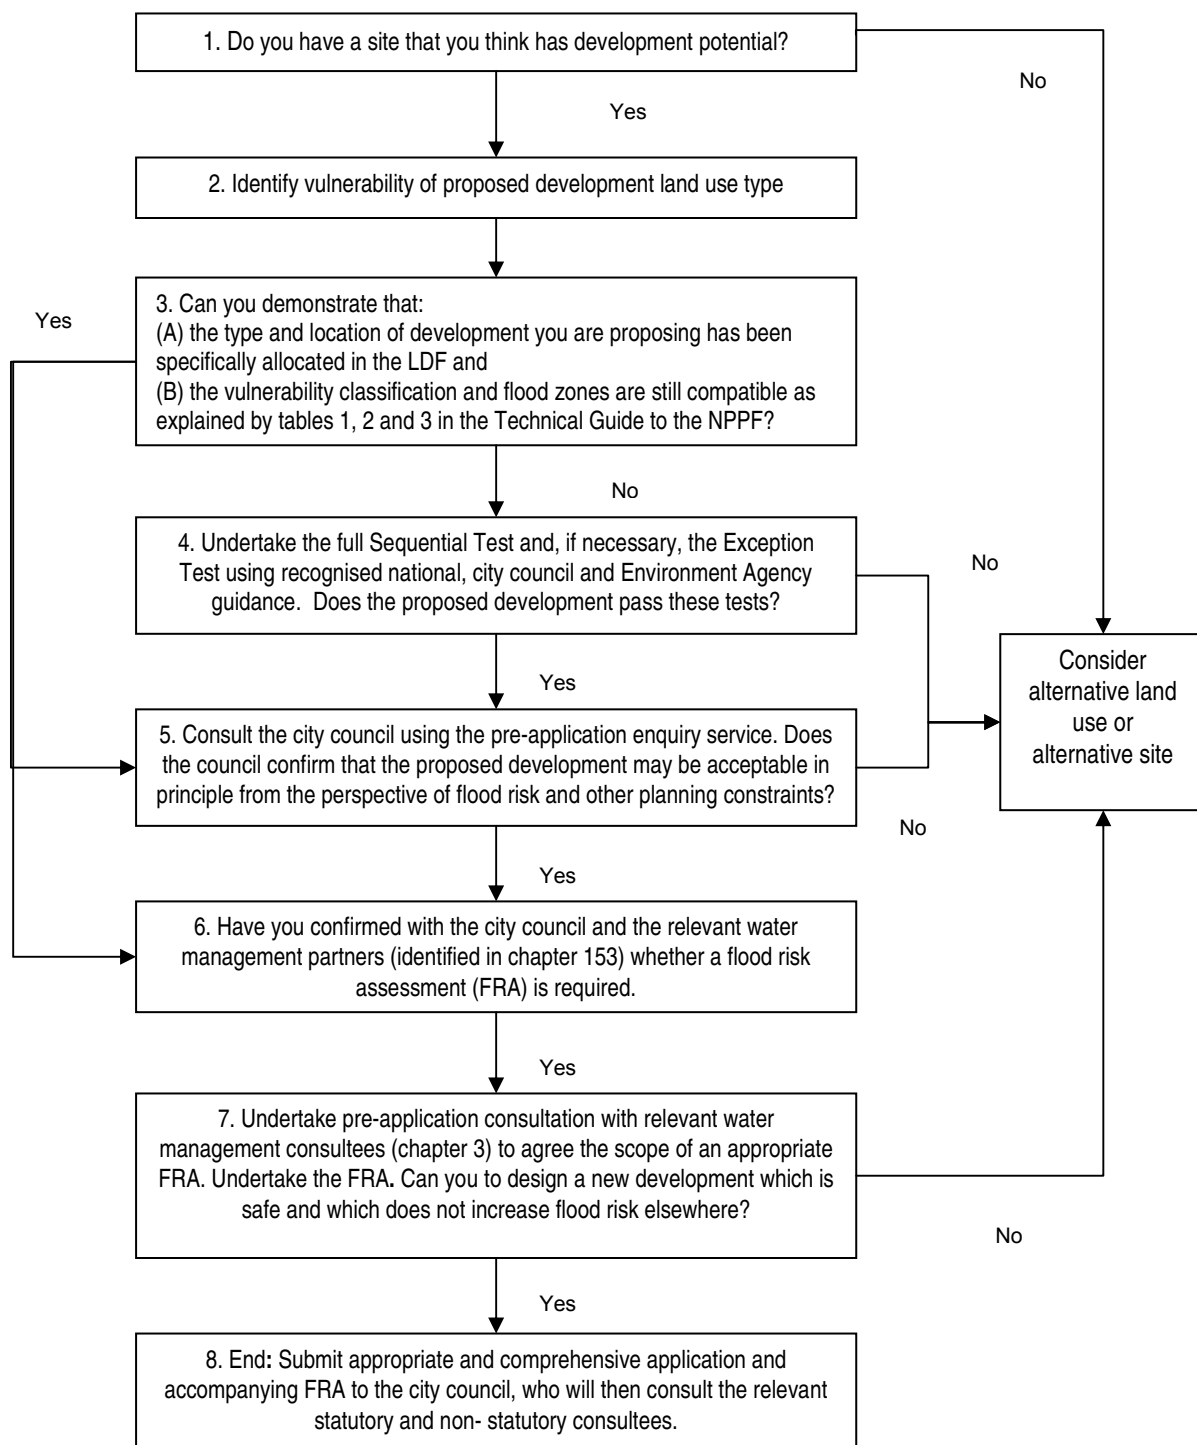 1. Do you have a site that you think has development potential?
No
Yes
2. Identify vulnerability of proposed development land use type
Yes
3. Can you demonstrate that:
(A) the type and location of development you are proposing has been
specifically allocated in the LDF and
(B) the vulnerability classification and flood zones are still compatible as
explained by tables 1, 2 and 3 in the Technical Guide to the NPPF?
No
4. Undertake the full Sequential Test and, if necessary, the Exception
Test using recognised national, city council and Environment Agency
guidance. Does the proposed development pass these tests?
No
Consider
alternative land
use or
alternative site
Yes
5. Consult the city council using the pre-application enquiry service. Does
the council confirm that the proposed development may be acceptable in
principle from the perspective of flood risk and other planning constraints?
No
Yes
6. Have you confirmed with the city council and the relevant water
management partners (identified in chapter 153) whether a flood risk
assessment (FRA) is required.
Yes
7. Undertake pre-application consultation with relevant water
management consultees (chapter 3) to agree the scope of an appropriate
FRA. Undertake the FRA. Can you to design a new development which is
safe and which does not increase flood risk elsewhere?
No
Yes
8. End: Submit appropriate and comprehensive application and
accompanying FRA to the city council, who will then consult the relevant
statutory and non- statutory consultees.